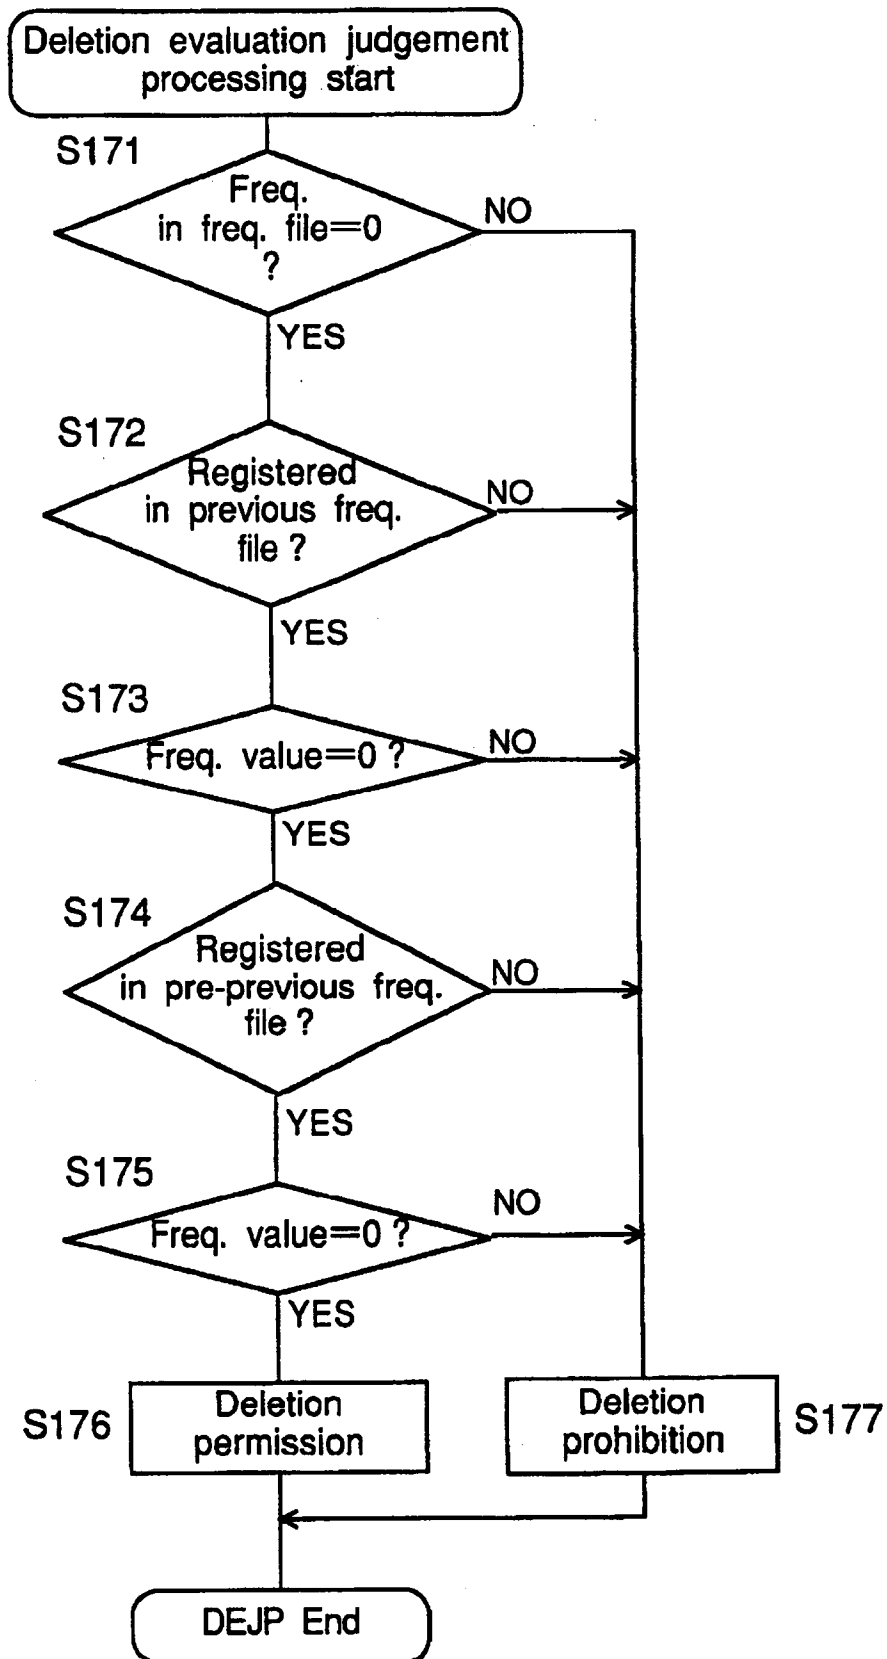 Deletion evaluation judgement
processing start
S171
Freq.
in freq. file=0
?
NO
YES
S172
Registered
in previous freq.
file ?
NO
YES
S173
Freq. value=0 ?
NO
YES
S174
Registered
in pre-previous freq.
file ?
NO
YES
S175
Freq. value=0 ?
NO
YES
S176
Deletion
permission
Deletion
prohibition
S177
DEJP End